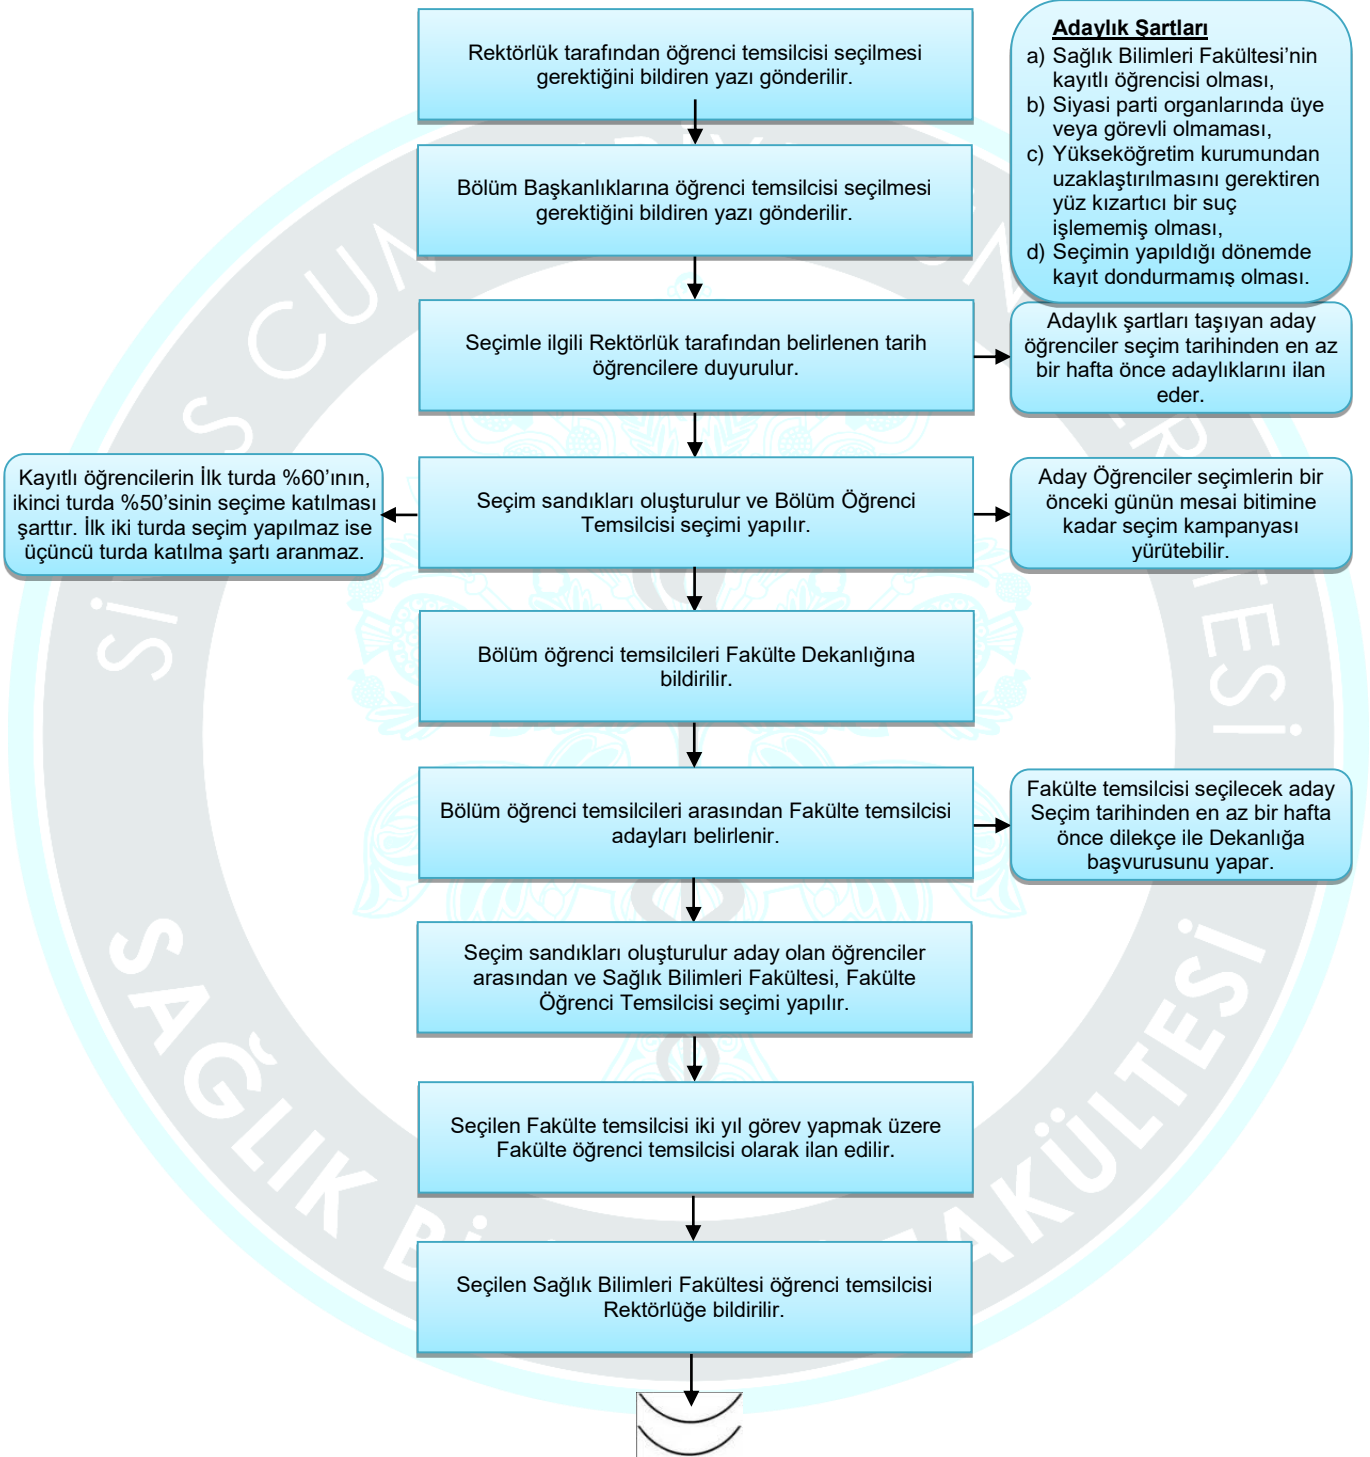 Rektörlük tarafından öğrenci temsilcisi seçilmesi
gerektiğini bildiren yazı gönderilir.
Adaylık Şartları
a) Sağlık Bilimleri Fakültesi’nin
kayıtlı öğrencisi olması,
b) Siyasi parti organlarında üye
veya görevli olmaması,
c) Yükseköğretim kurumundan
uzaklaştırılmasını gerektiren
yüz kızartıcı bir suç
işlememiş olması,
d) Seçimin yapıldığı dönemde
kayıt dondurmamış olması.
Bölüm Başkanlıklarına öğrenci temsilcisi seçilmesi
gerektiğini bildiren yazı gönderilir.
Seçimle ilgili Rektörlük tarafından belirlenen tarih
öğrencilere duyurulur.
Adaylık şartları taşıyan aday
öğrenciler seçim tarihinden en az
bir hafta önce adaylıklarını ilan
eder.
Kayıtlı öğrencilerin İlk turda %60’ının,
ikinci turda %50’sinin seçime katılması
şarttır. İlk iki turda seçim yapılmaz ise
üçüncü turda katılma şartı aranmaz.
Seçim sandıkları oluşturulur ve Bölüm Öğrenci
Temsilcisi seçimi yapılır.
Aday Öğrenciler seçimlerin bir
önceki günün mesai bitimine
kadar seçim kampanyası
yürütebilir.
Bölüm öğrenci temsilcileri Fakülte Dekanlığına
bildirilir.
Bölüm öğrenci temsilcileri arasından Fakülte temsilcisi
adayları belirlenir.
Fakülte temsilcisi seçilecek aday
Seçim tarihinden en az bir hafta
önce dilekçe ile Dekanlığa
başvurusunu yapar.
Seçim sandıkları oluşturulur aday olan öğrenciler
arasından ve Sağlık Bilimleri Fakültesi, Fakülte
Öğrenci Temsilcisi seçimi yapılır.
Seçilen Fakülte temsilcisi iki yıl görev yapmak üzere
Fakülte öğrenci temsilcisi olarak ilan edilir.
Seçilen Sağlık Bilimleri Fakültesi öğrenci temsilcisi
Rektörlüğe bildirilir.
SAĞLIK
FAKÜLTESİ